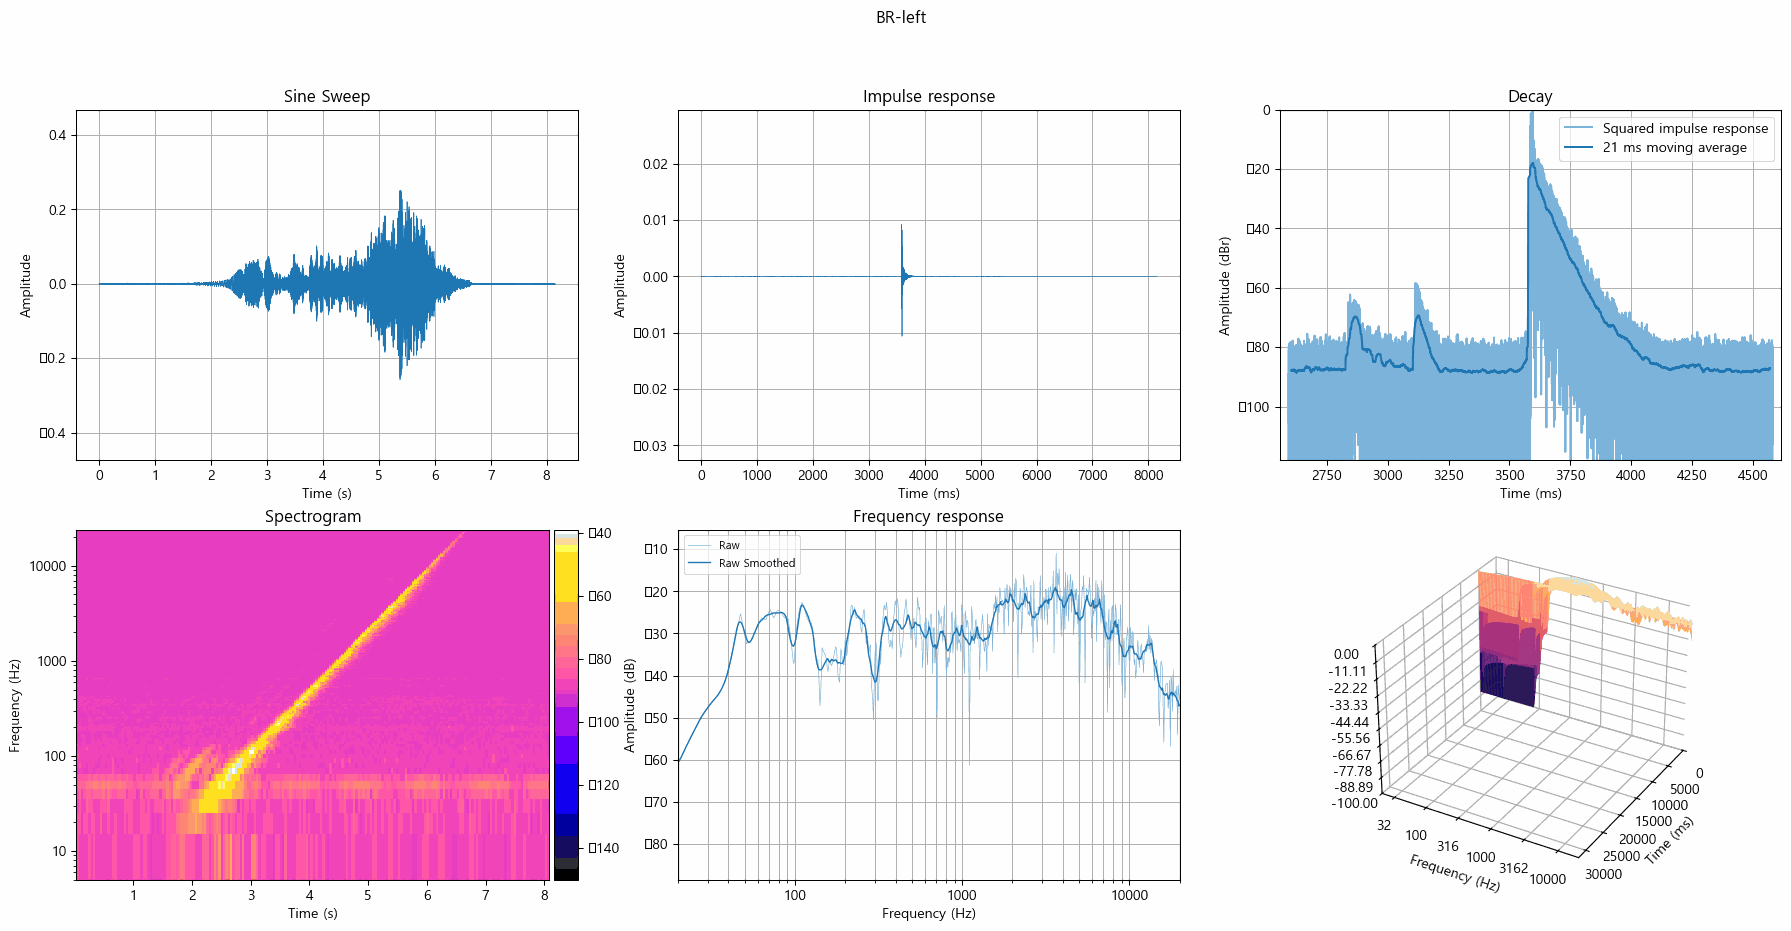 BR-left
Sine Sweep
Amplitude
0.4
0.2
0.0
▯0.2
▯0.4
0 1 2 3 4 5 6 7 8
Time (s)
Impulse response
Amplitude
0.02
0.01
0.00
▯0.01
▯0.02
▯0.03
0 1000 2000 3000 4000 5000 6000 7000 8000
Time (ms)
Decay
Squared impulse response
21 ms moving average
Amplitude (dBr)
0
▯20
▯40
▯60
▯80
▯100
2750 3000 3250 3500 3750 4000 4250 4500
Time (ms)
Spectrogram
Frequency (Hz)
10000
1000
100
10
1 2 3 4 5 6 7 8
Time (s)
▯40
▯60
▯80
▯100
▯120
▯140
Frequency response
Raw
Raw Smoothed
Amplitude (dB)
▯10
▯20
▯30
▯40
▯50
▯60
▯70
▯80
100 1000 10000
Frequency (Hz)
0.00
-11.11
-22.22
-33.33
-44.44
-55.56
-66.67
-77.78
-88.89
-100.00
32 100 316 1000 3162 10000
Frequency (Hz)
0
5000
10000
15000
20000
25000
30000
Time (ms)